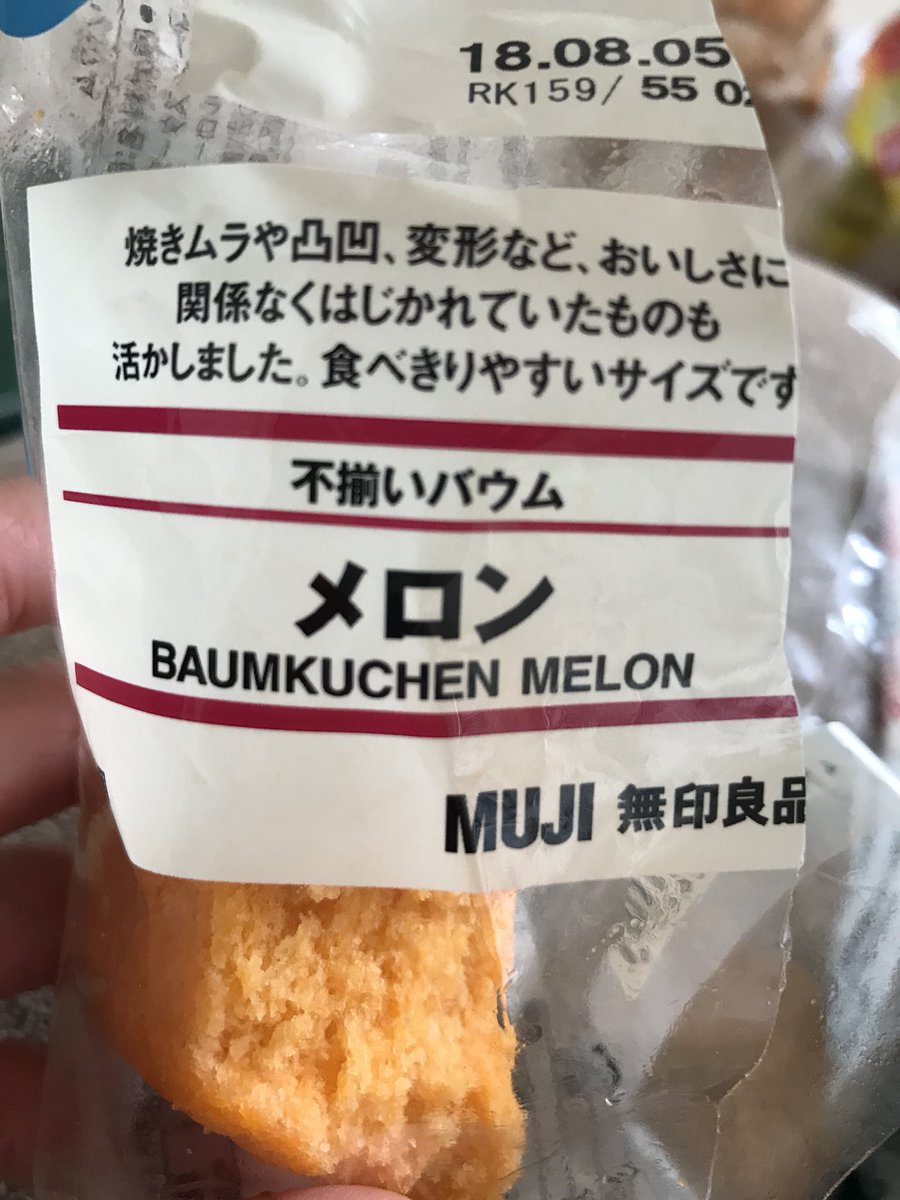 18.08.05
RK159/ 55
焼きムラや凸凹、変形など、おいしさに
関係なくはじかれていたものも
活かしました。食べきりやすいサイズです
不揃いバウム
メロン
BAUMKUCHEN MELON
MUJI 無印良品